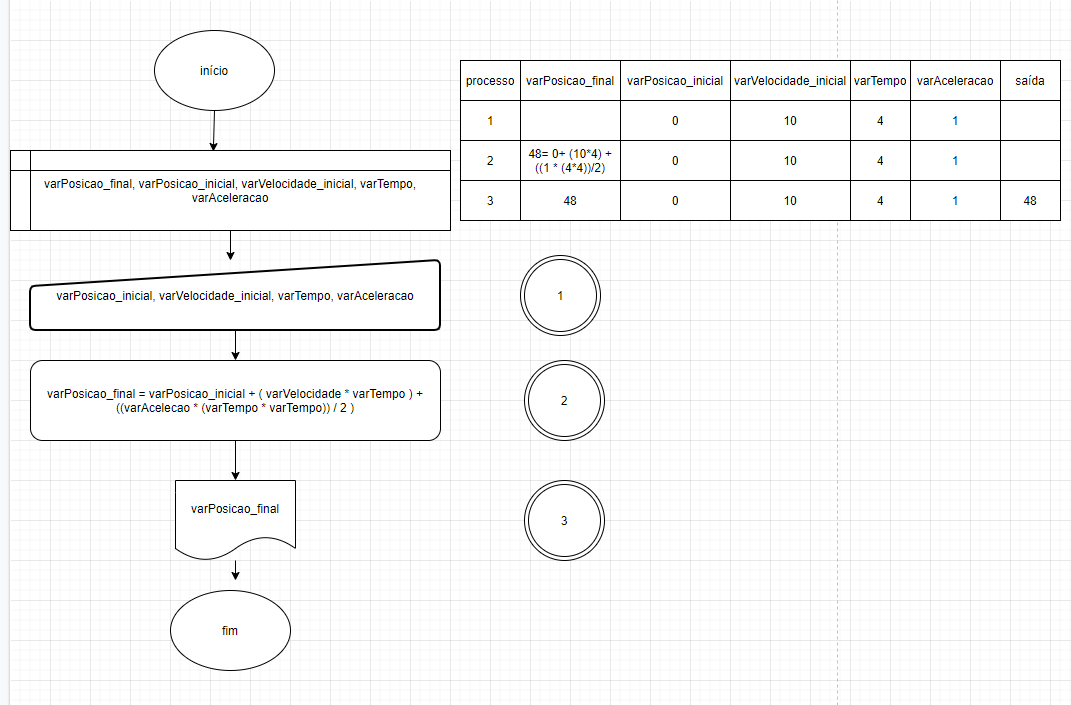 início
varPosicao_final, varPosicao_inicial, varVelocidade_inicial, varTempo,
varAceleracao
varPosicao_inicial, varVelocidade_inicial, varTempo, varAceleracao
varPosicao_final = varPosicao_inicial + ( varVelocidade * varTempo ) +
((varAcelecao * (varTempo * varTempo)) / 2 )
varPosicao_final
fim
processo varPosicao_final varPosicao_inicial varVelocidade_inicial varTempo varAceleracao saída
1 0 10 4 1
2 48= 0+ (10*4) + 0 10 4 1
((1 * (4*4))/2)
3 48 0 10 4 1 48
1
2
3